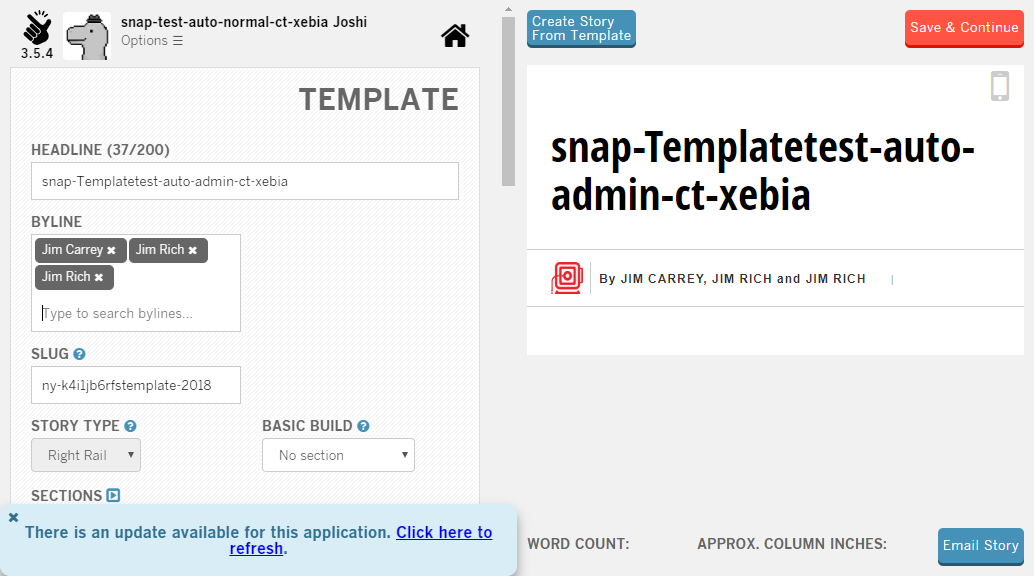 3.5.4
snap-test-auto-normal-ct-xebia Joshi
Options ☰
TEMPLATE
HEADLINE (37/200)
snap-Templatetest-auto-admin-ct-xebia
BYLINE
Jim Carrey ✖ Jim Rich ✖
Jim Rich ✖
Type to search bylines...
SLUG ?
ny-k4i1jb6rfstemplate-2018
STORY TYPE ? BASIC BUILD ?
Right Rail ▼ No section ▼
SECTIONS
✖
There is an update available for this application. Click here to
refresh.
Create Story
From Template
Save & Continue
snap-Templatetest-auto-
admin-ct-xebia
By JIM CARREY, JIM RICH and JIM RICH |
WORD COUNT: APPROX. COLUMN INCHES:
Email Story